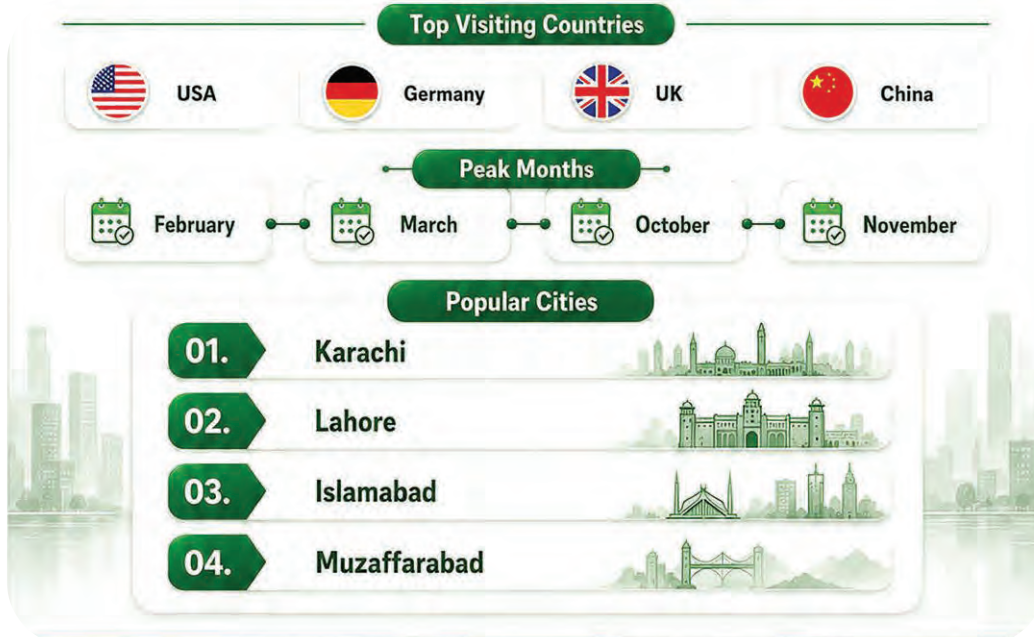 Top Visiting Countries
USA
Germany
UK
China
Peak Months
February
March
October
November
Popular Cities
01. Karachi
02. Lahore
03. Islamabad
04. Muzaffarabad